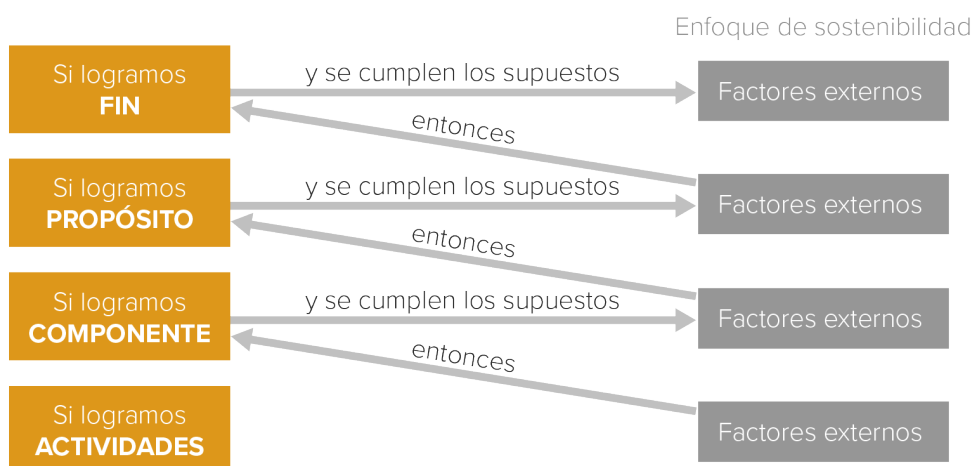 Enfoque de sostenibilidad
Si logramos
FIN
y se cumplen los supuestos
Factores externos
entonces
Si logramos
PROPÓSITO
y se cumplen los supuestos
Factores externos
entonces
Si logramos
COMPONENTE
y se cumplen los supuestos
Factores externos
entonces
Si logramos
ACTIVIDADES
Factores externos